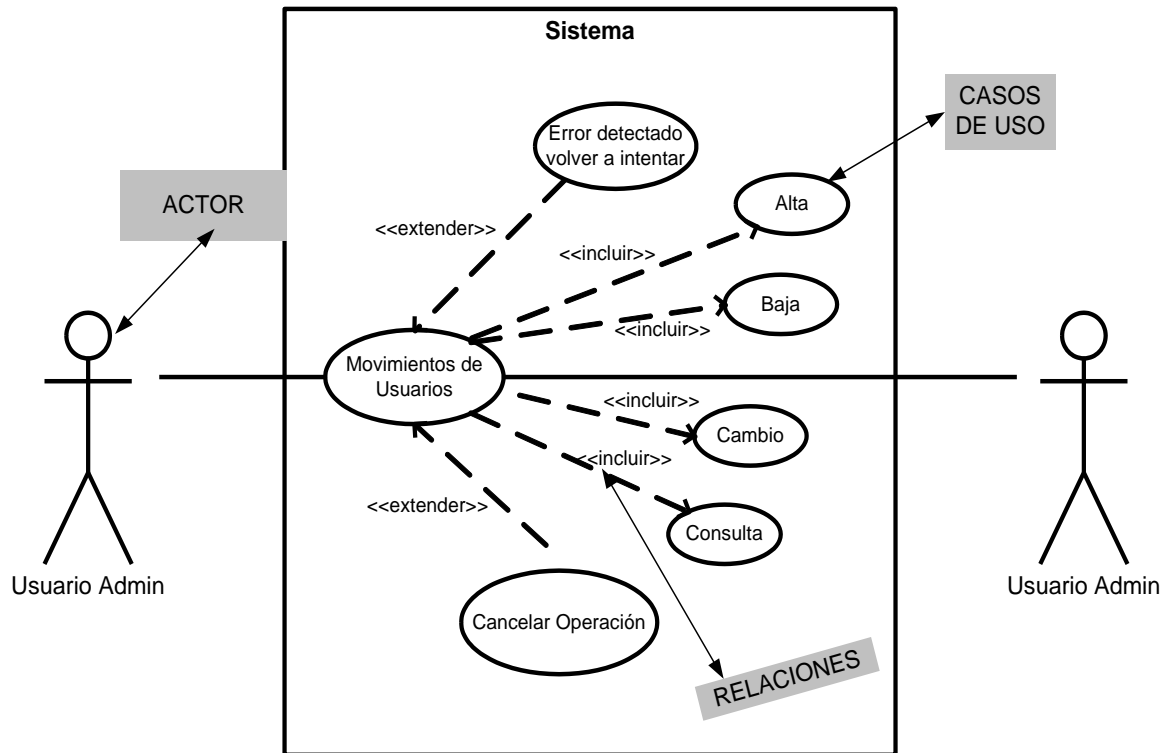 Sistema
CASOS
DE USO
Error detectado
volver a intentar
ACTOR
Alta
<<extender>>
<<incluir>>
Baja
<<incluir>>
Movimientos de
Usuarios
<<incluir>>
Cambio
<<incluir>>
<<extender>>
Consulta
Usuario Admin
Usuario Admin
Cancelar Operación
RELACIONES